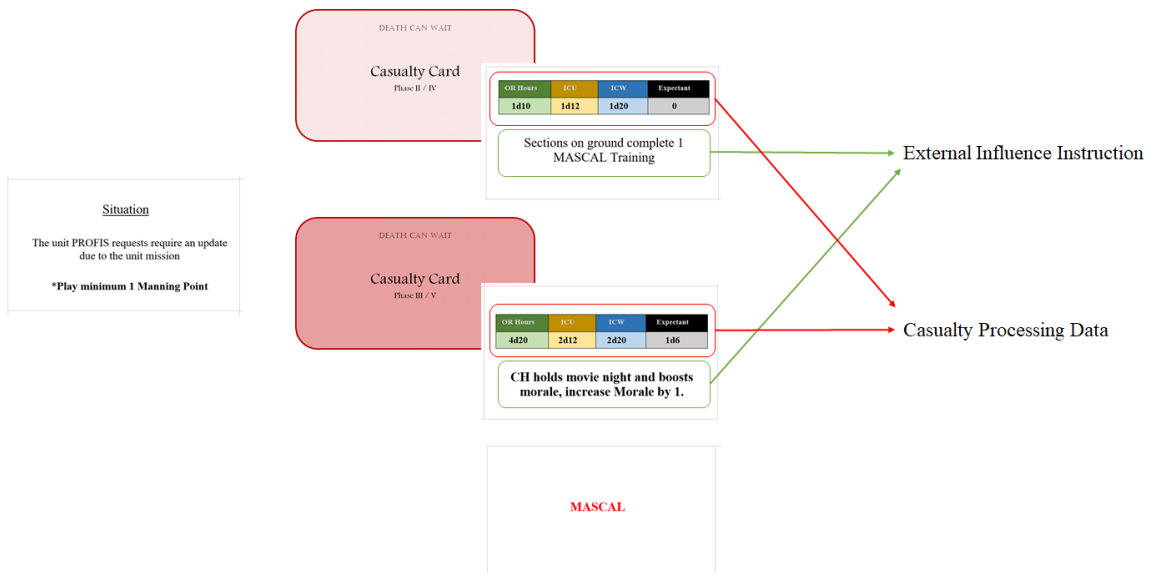 DEATH CAN WAIT
Casualty Card
Phase II / IV
OR Hours ICU ICW Expectant
1d10 1d12 1d20 0
Sections on ground complete 1
MASCAL Training
External Influence Instruction
Situation
The unit PROFIS requests require an update
due to the unit mission
*Play minimum 1 Manning Point
DEATH CAN WAIT
Casualty Card
Phase III / V
OR Hours ICU ICW Expectant
4d20 2d12 2d20 1d6
CH holds movie night and boosts
morale, increase Morale by 1.
Casualty Processing Data
MASCAL